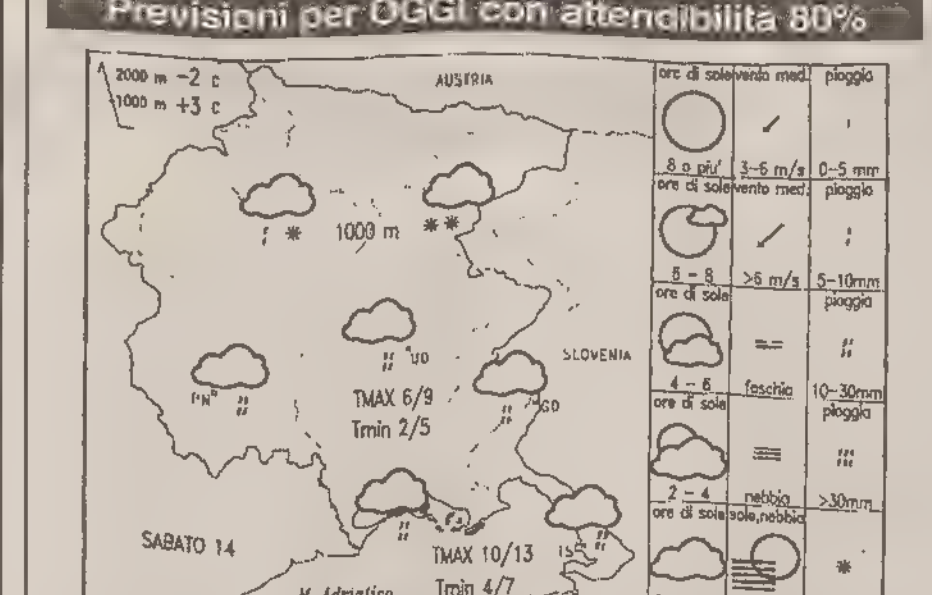 Previsioni per OGGI con attendibilità 80%
2000 m -2 c
1000 m +3 c
AUSTRIA
1000 m
UD
SLOVENIA
PN
TMAX 6/9
Tmin 2/5
GO
SABATO 14
TS
TMAX 10/13
Tmin 4/7
M. Adriatico
ore di sole vento med. pioggia
8 o piu' 3-6 m/s 0-5 mm
ore di sole vento med. pioggia
6 - 8 >6 m/s 5-10mm
ore di sole pioggia
4 - 6 foschia 10-30mm
ore di sole pioggia
2 - 4 nebbia >30mm
ore di sole sole,nebbia